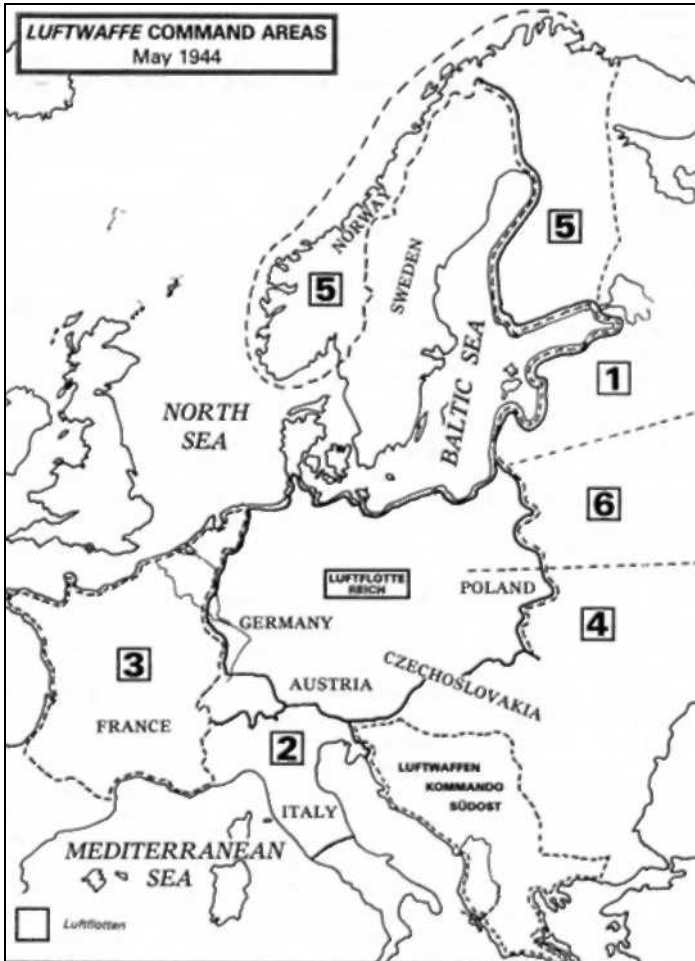 LUFTWAFFE COMMAND AREAS
May 1944
NORWAY
5
5
SWEDEN
BALTIC SEA
1
NORTH
SEA
6
LUFTFLOTTE
REICH
POLAND
GERMANY
4
3
CZECHOSLOVAKIA
AUSTRIA
FRANCE
2
LUFTWAFFEN
KOMMANDO
SÜDOST
ITALY
MEDITERRANEAN
SEA
Luftflotten